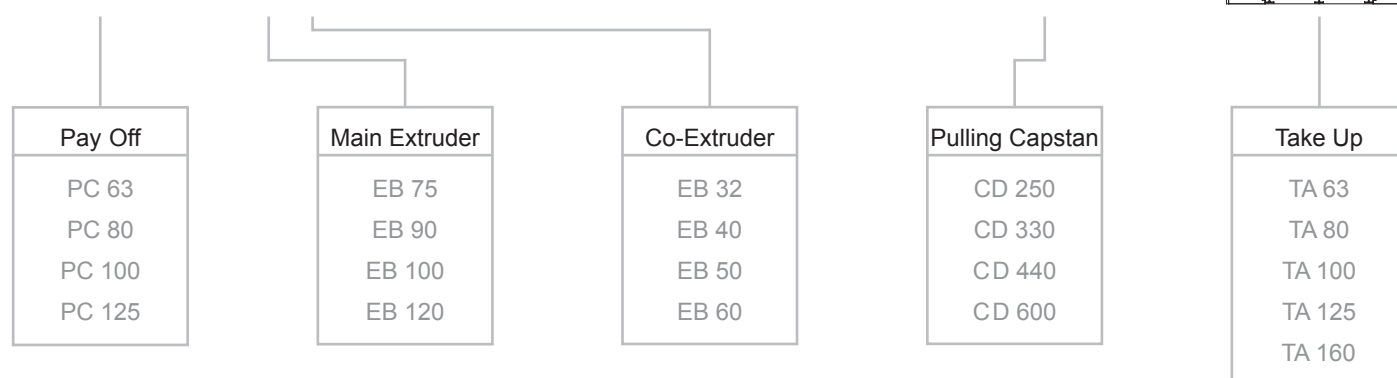 Pay Off
PC 63
PC 80
PC 100
PC 125
Main Extruder
EB 75
EB 90
EB 100
EB 120
Co-Extruder
EB 32
EB 40
EB 50
EB 60
Pulling Capstan
CD 250
CD 330
CD 440
CD 600
Take Up
TA 63
TA 80
TA 100
TA 125
TA 160